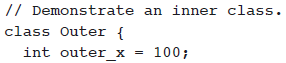 // Demonstrate an inner class.
class Outer {
  int outer_x = 100;